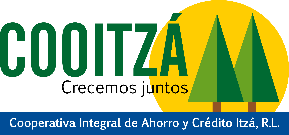 COOITZÁ
Crecemos juntos
Cooperativa Integral de Ahorro y Crédito Itzá, R.L.